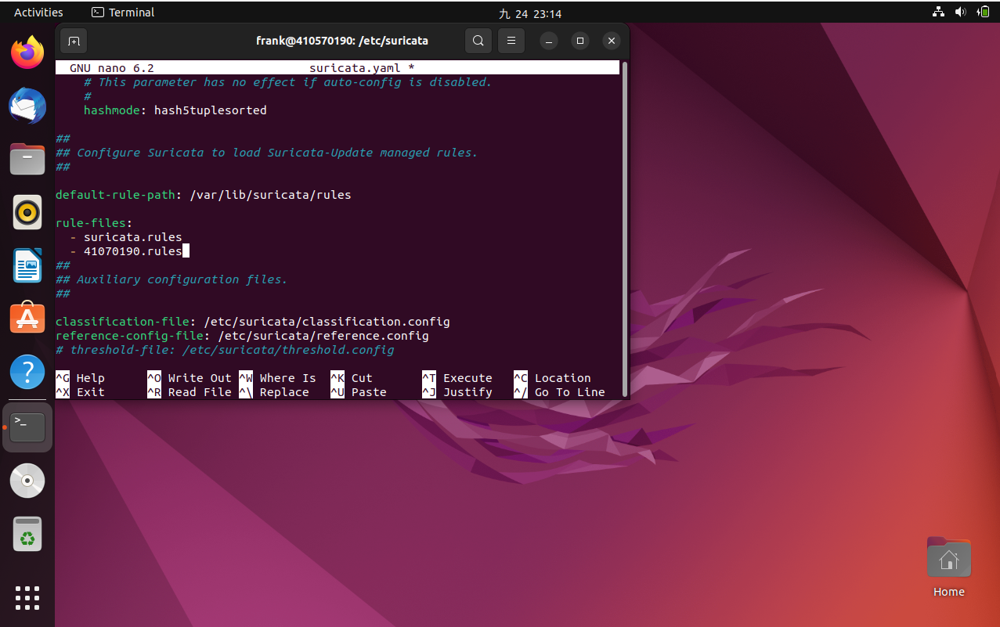 Activities
Terminal
九 24 23:14
frank@410570190: /etc/suricata
GNU nano 6.2 suricata.yaml *
# This parameter has no effect if auto-config is disabled.
#
hashmode: hash5tuplesorted
##
## Configure Suricata to load Suricata-Update managed rules.
##
default-rule-path: /var/lib/suricata/rules
rule-files:
- suricata.rules
- 41070190.rules
##
## Auxiliary configuration files.
##
classification-file: /etc/suricata/classification.config
reference-config-file: /etc/suricata/reference.config
# threshold-file: /etc/suricata/threshold.config
^G Help ^O Write Out ^W Where Is ^K Cut ^T Execute ^C Location
^X Exit ^R Read File ^\ Replace ^U Paste ^J Justify ^/ Go To Line
Home